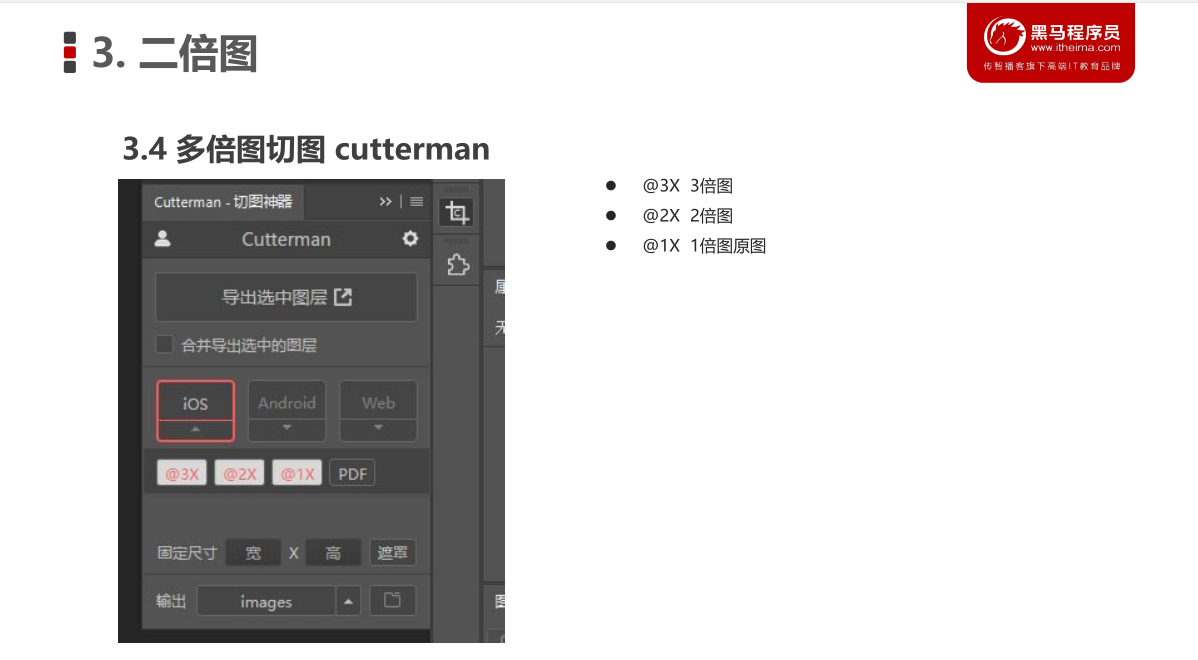 3. 二倍图
黑马程序员
www.itheima.com
传智播客旗下高端IT教育品牌
3.4 多倍图切图 cutterman
Cutterman - 切图神器
Cutterman
导出选中图层
合并导出选中的图层
iOS Android Web
@3X @2X @1X PDF
固定尺寸 宽 X 高 遮罩
输出 images
@3X 3倍图
@2X 2倍图
@1X 1倍图原图